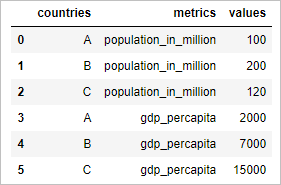 countries metrics values
0 A population_in_million 100
1 B population_in_million 200
2 C population_in_million 120
3 A gdp_percapita 2000
4 B gdp_percapita 7000
5 C gdp_percapita 15000